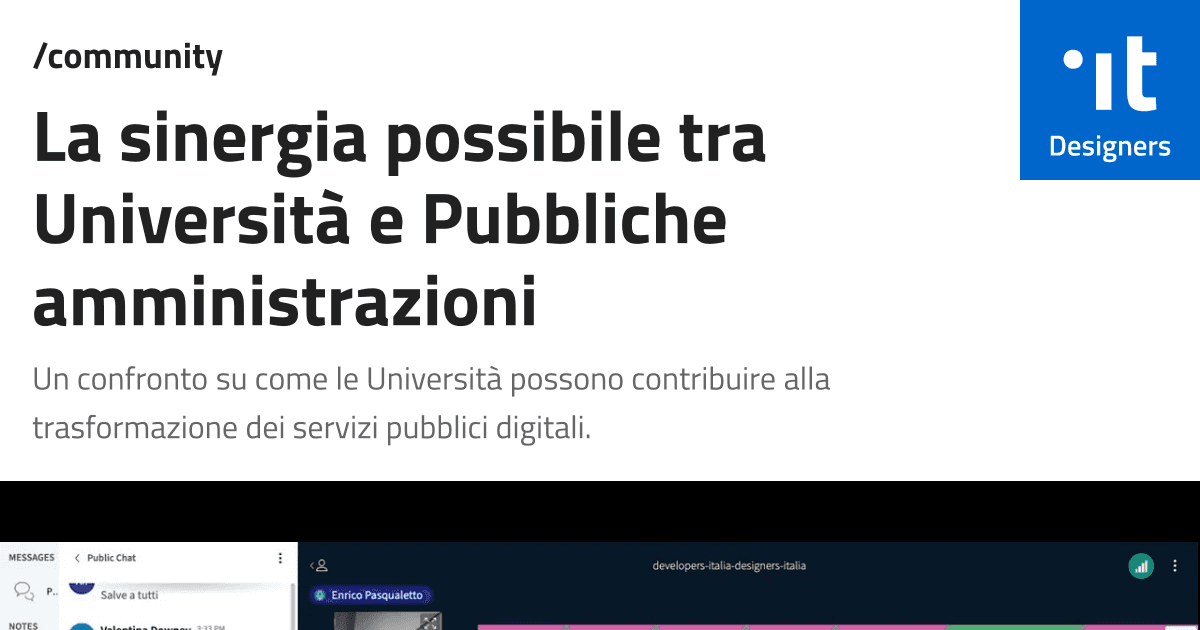 /community
La sinergia possibile tra
Università e Pubbliche
amministrazioni
Un confronto su come le Università possono contribuire alla
trasformazione dei servizi pubblici digitali.
it
Designers
MESSAGES
Public Chat
P..
Salve a tutti
Valentina Downey 3:33 PM
NOTES
developers-italia-designers-italia
Enrico Pasqualetto